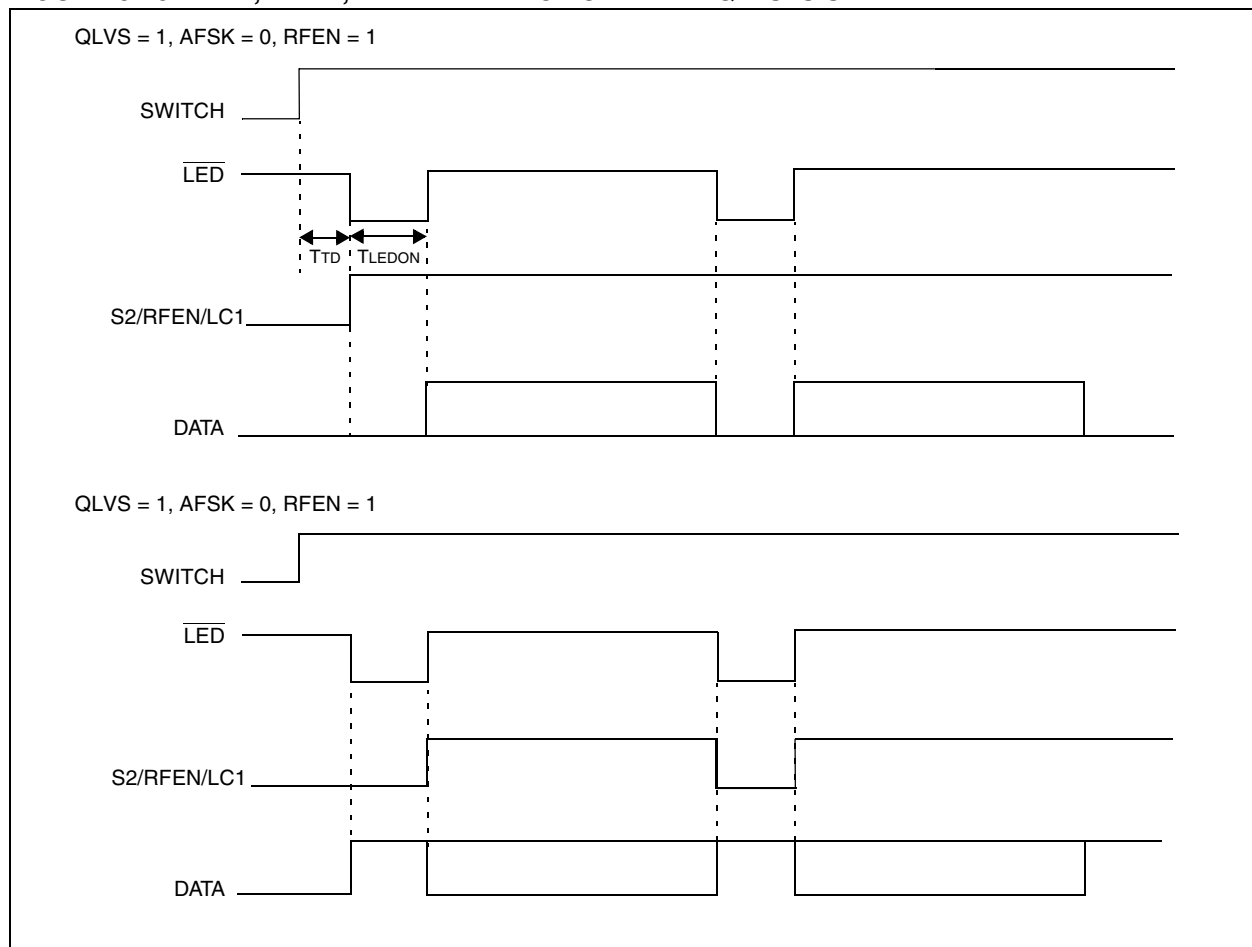 QLVS = 1, AFSK = 0, RFEN = 1
SWITCH
LED
TTD TLEDON
S2/RFEN/LC1
DATA
QLVS = 1, AFSK = 0, RFEN = 1
SWITCH
LED
S2/RFEN/LC1
DATA